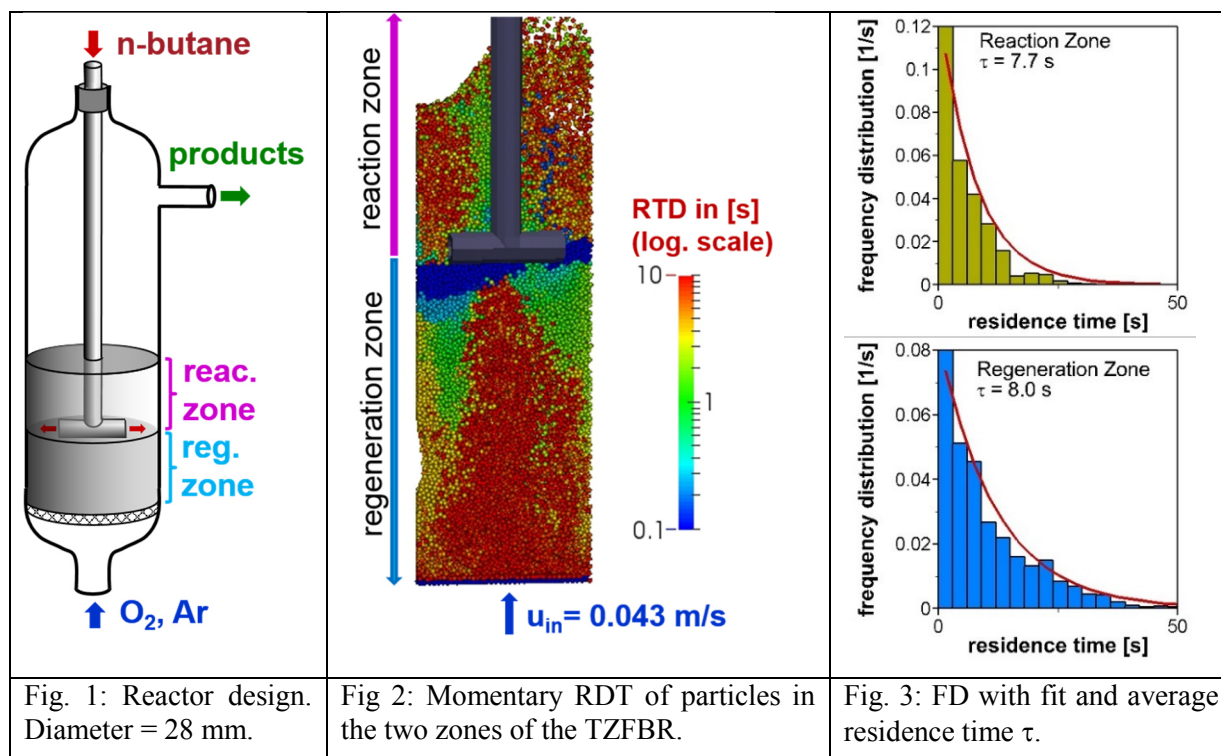 n-butane
products
reac.
zone
reg.
zone
O₂, Ar
reaction zone
regeneration zone
RTD in [s]
(log. scale)
10
1
0.1
u_in= 0.043 m/s
0.12
0.1
0.08
0.06
0.04
0.02
0
0
50
frequency distribution [1/s]
residence time [s]
Reaction Zone
τ = 7.7 s
0.08
0.06
0.04
0.02
0
0
50
frequency distribution [1/s]
residence time [s]
Regeneration Zone
τ = 8.0 s
Fig. 1: Reactor design.
Diameter = 28 mm.
Fig 2: Momentary RDT of particles in
the two zones of the TZFBR.
Fig. 3: FD with fit and average
residence time τ.